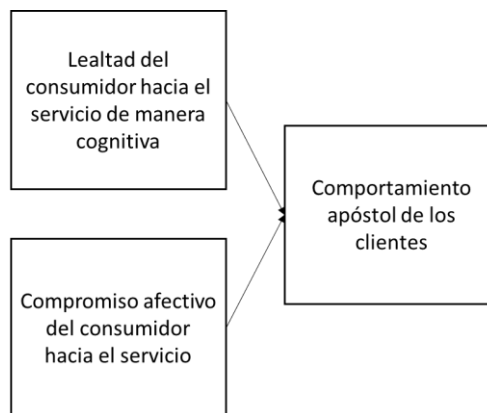 Lealtad del
consumidor hacia el
servicio de manera
cognitiva
Comportamiento
apóstol de los
clientes
Compromiso afectivo
del consumidor
hacia el servicio